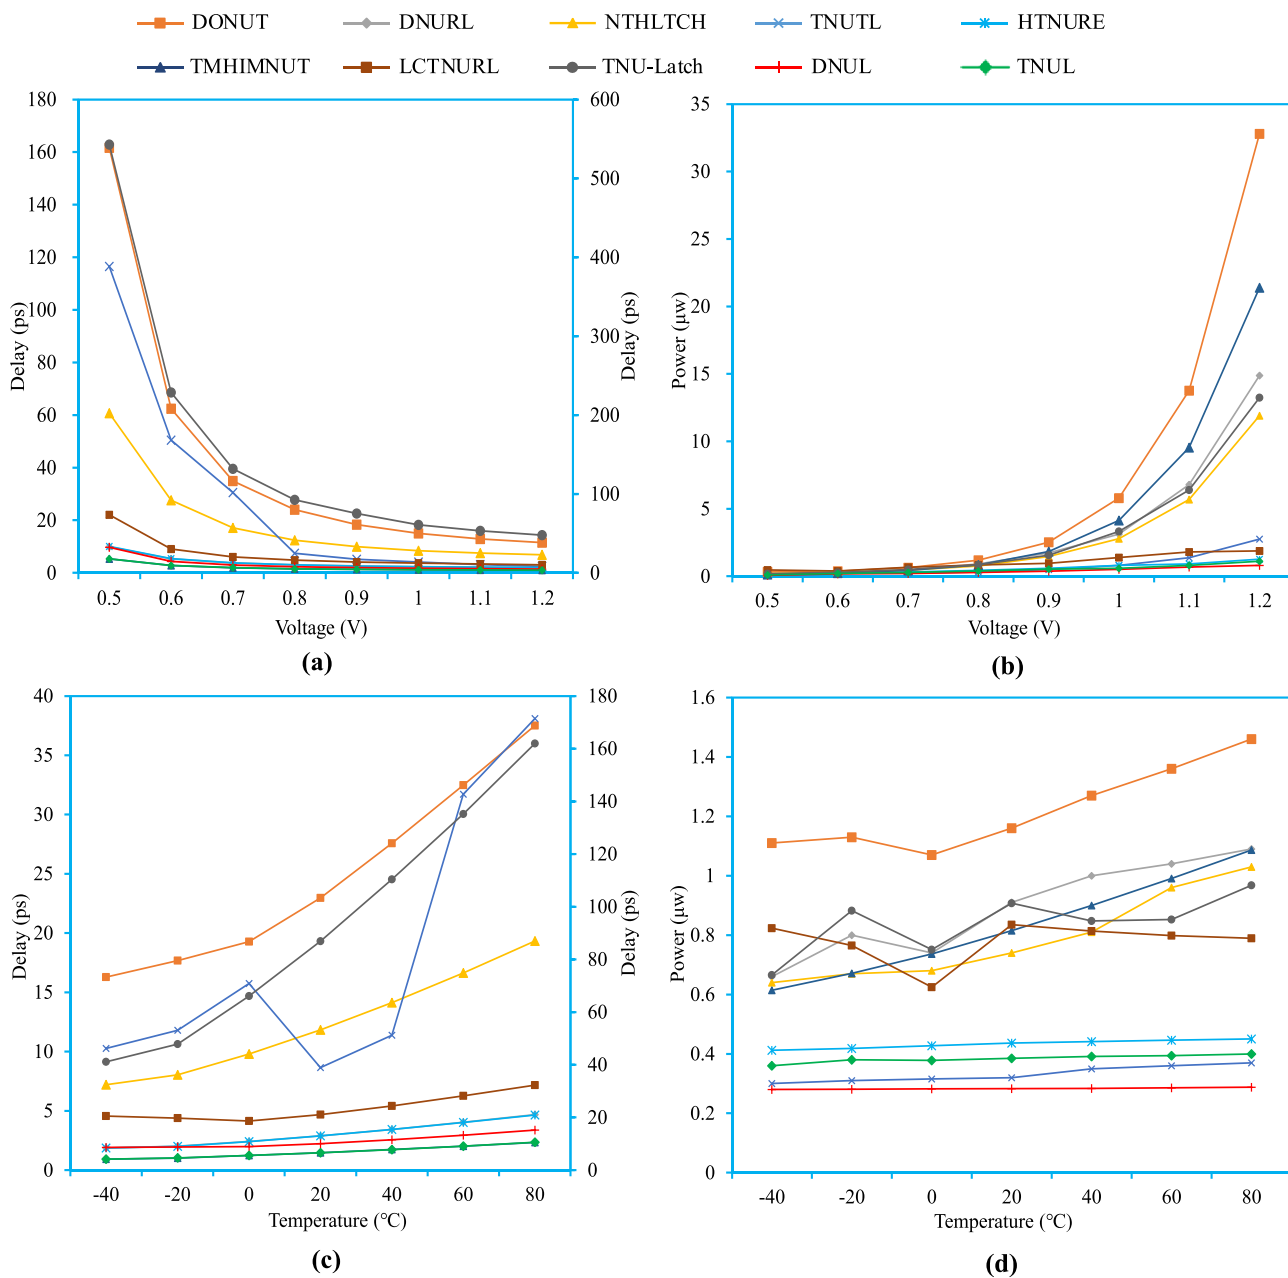 DONUT DNURL NTHLTCH TNUTL HTNURE
TMHIMNUT LCTNURL TNU-Latch DNUL TNUL
180
160
140
120
100
80
60
40
20
0
Delay (ps)
600
500
400
300
200
100
0
Delay (ps)
0.5 0.6 0.7 0.8 0.9 1 1.1 1.2
Voltage (V)
(a)
35
30
25
20
15
10
5
0
Power (μw)
0.5 0.6 0.7 0.8 0.9 1 1.1 1.2
Voltage (V)
(b)
40
35
30
25
20
15
10
5
0
Delay (ps)
180
160
140
120
100
80
60
40
20
0
Delay (ps)
-40 -20 0 20 40 60 80
Temperature (℃)
(c)
1.6
1.4
1.2
1
0.8
0.6
0.4
0.2
0
Power (μw)
-40 -20 0 20 40 60 80
Temperature (℃)
(d)